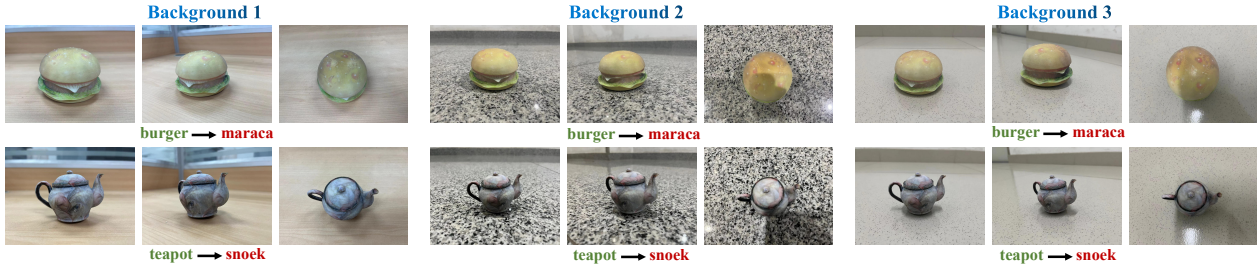 Background 1
Background 2
Background 3
burger → maraca
burger → maraca
burger → maraca
teapot → snoek
teapot → snoek
teapot → snoek